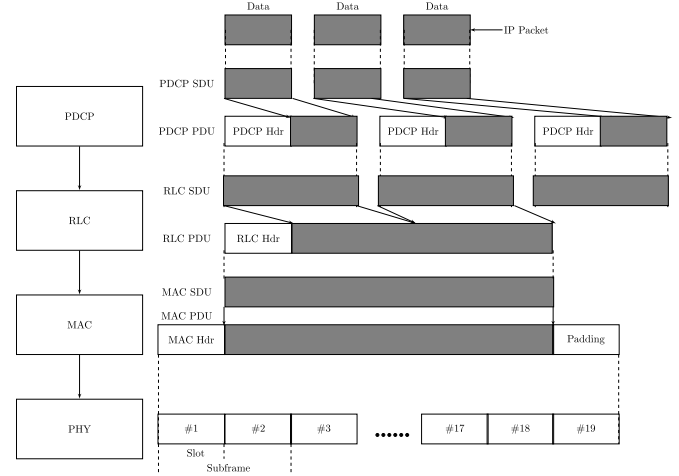 Data Data Data
IP Packet
PDCP SDU
PDCP PDCP PDU PDCP Hdr PDCP Hdr PDCP Hdr
RLC SDU
RLC RLC PDU RLC Hdr
MAC SDU
MAC PDU
MAC MAC Hdr Padding
PHY #1 #2 #3 #17 #18 #19
Slot
Subframe